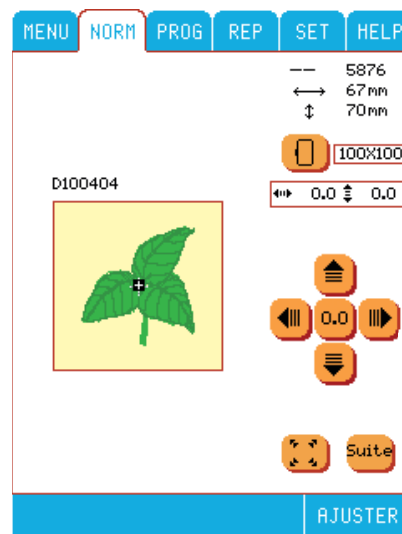 MENU NORM PROG REP SET HELP
5876
67mm
70mm
100X100
0.0 0.0
D100404
0.0
Suite
AJUSTER